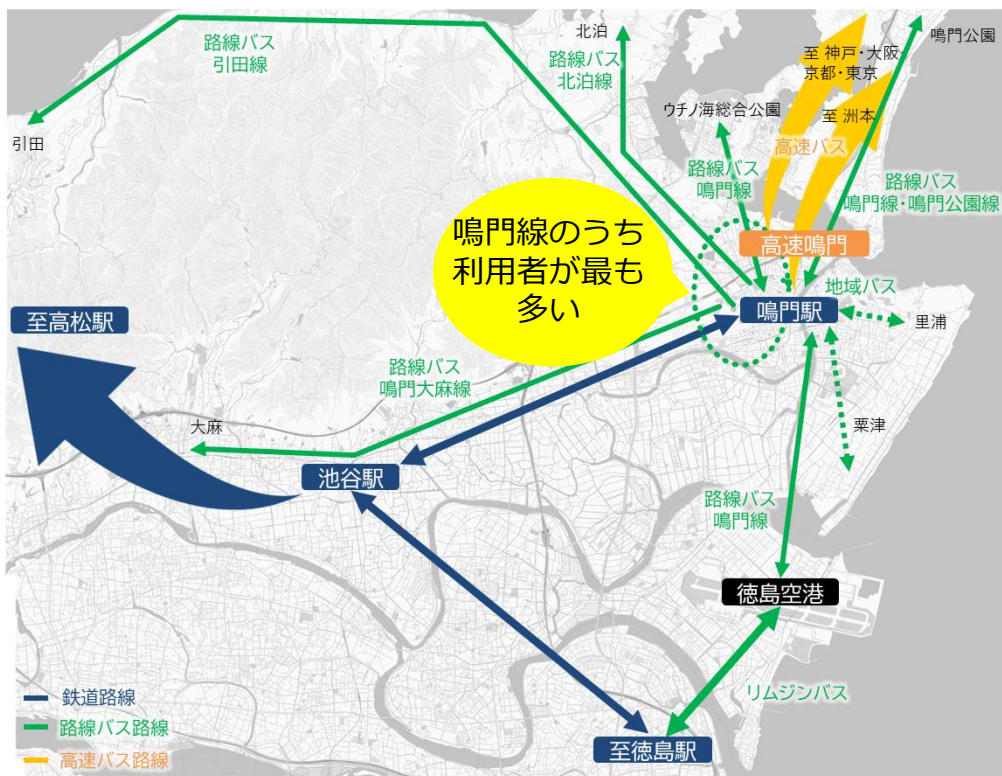 路線バス
引田線
北泊
路線バス
北泊線
至 神戸・大阪
京都・東京
鳴門公園
引田
ウチノ海総合公園
至 洲本
高速バス
路線バス
鳴門線
路線バス
鳴門線・鳴門公園線
鳴門線のうち
利用者が最も
多い
高速鳴門
地域バス
至高松駅
鳴門駅
里浦
路線バス
鳴門大麻線
大麻
粟津
池谷駅
路線バス
鳴門線
徳島空港
リムジンバス
至徳島駅
鉄道路線
路線バス路線
高速バス路線